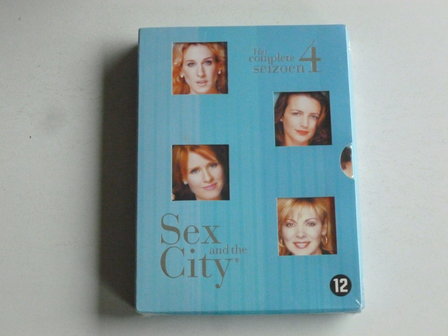 Het
complete
seizoen 4
Sex
and the
City
12